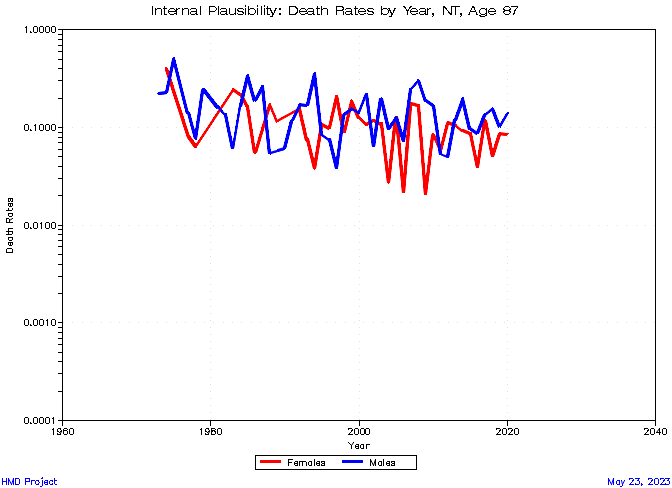 Internal Plausibility: Death Rates by Year, NT, Age 87
1.0000
0.1000
0.0100
0.0010
0.0001
Death Rates
1960
1980
2000
2020
2040
Year
Females
Males
HMD Project
May 23, 2023